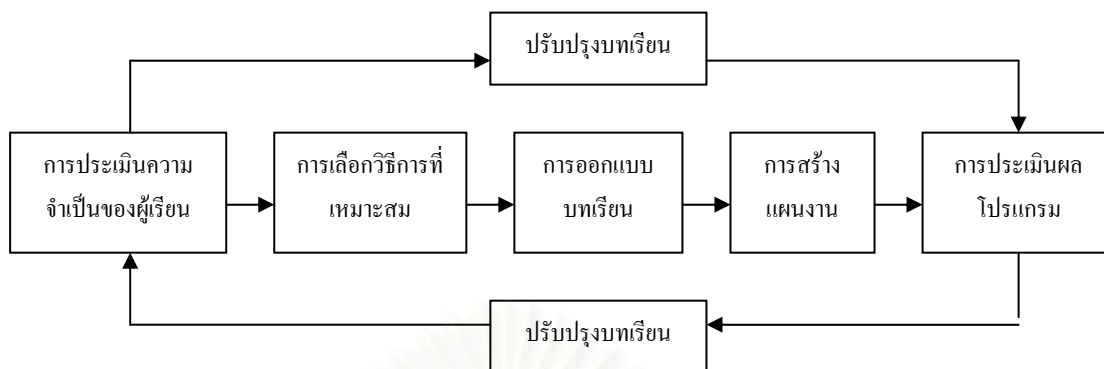 ปรับปรุงบทเรียน
การประเมินความ
จำเป็นของผู้เรียน
การเลือกวิธีการที่
เหมาะสม
การออกแบบ
บทเรียน
การสร้าง
แผนงาน
การประเมินผล
โปรแกรม
ปรับปรุงบทเรียน